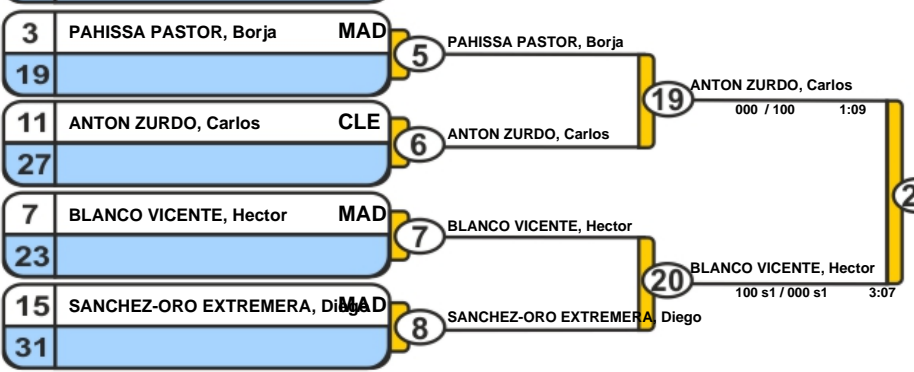 3 PAHISSA PASTOR, Borja MAD
19
5 PAHISSA PASTOR, Borja
11 ANTON ZURDO, Carlos CLE
27
6 ANTON ZURDO, Carlos
19 ANTON ZURDO, Carlos
000 / 100 1:09
7 BLANCO VICENTE, Hector MAD
23
7 BLANCO VICENTE, Hector
15 SANCHEZ-ORO EXTREMERA, Diego MAD
31
8 SANCHEZ-ORO EXTREMERA, Diego
20 BLANCO VICENTE, Hector
100 s1 / 000 s1 3:07